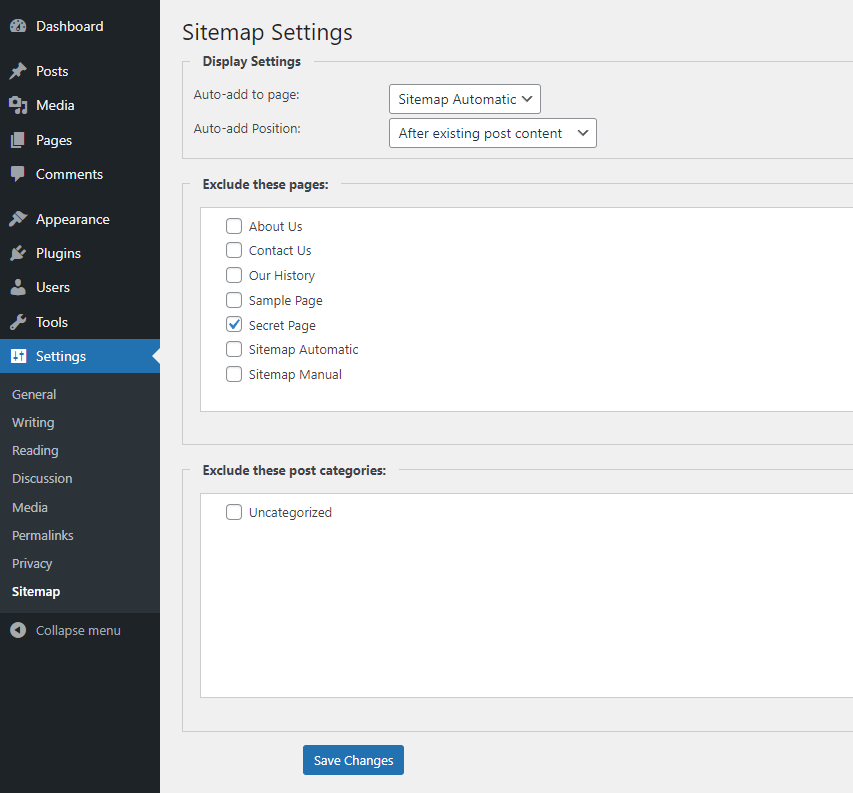 Dashboard
Posts
Media
Pages
Comments
Appearance
Plugins
Users
Tools
Settings
General
Writing
Reading
Discussion
Media
Permalinks
Privacy
Sitemap
Collapse menu
Sitemap Settings
Display Settings
Auto-add to page: Sitemap Automatic
Auto-add Position: After existing post content
Exclude these pages:
About Us
Contact Us
Our History
Sample Page
Secret Page
Sitemap Automatic
Sitemap Manual
Exclude these post categories:
Uncategorized
Save Changes